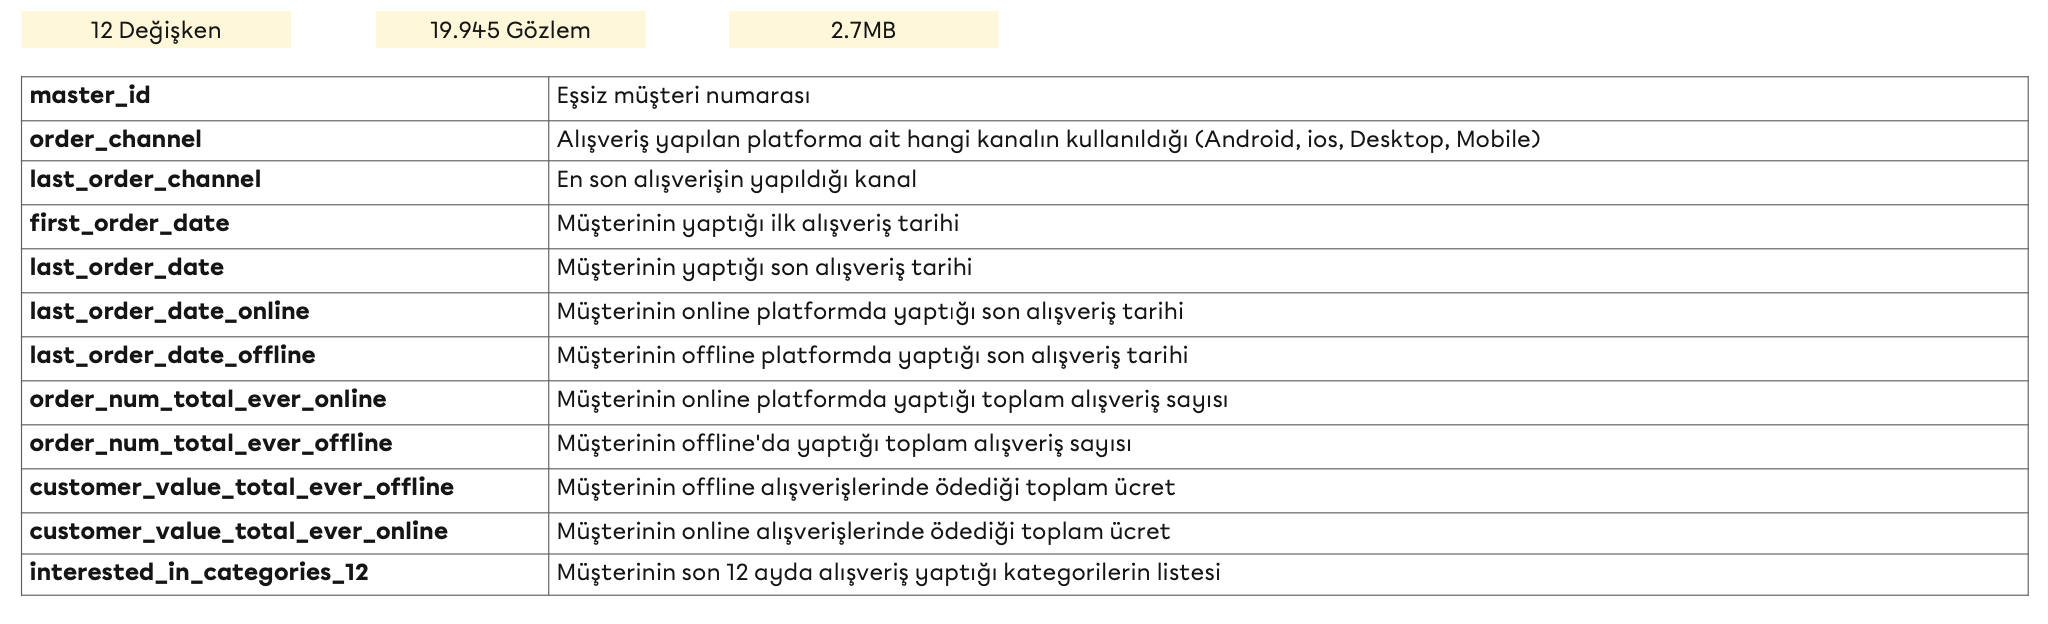 12 Değişken 19.945 Gözlem 2.7MB
master_id Eşsiz müşteri numarası
order_channel Alışveriş yapılan platforma ait hangi kanalın kullanıldığı (Android, ios, Desktop, Mobile)
last_order_channel En son alışverişin yapıldığı kanal
first_order_date Müşterinin yaptığı ilk alışveriş tarihi
last_order_date Müşterinin yaptığı son alışveriş tarihi
last_order_date_online Müşterinin online platformda yaptığı son alışveriş tarihi
last_order_date_offline Müşterinin offline platformda yaptığı son alışveriş tarihi
order_num_total_ever_online Müşterinin online platformda yaptığı toplam alışveriş sayısı
order_num_total_ever_offline Müşterinin offline'da yaptığı toplam alışveriş sayısı
customer_value_total_ever_offline Müşterinin offline alışverişlerinde ödediği toplam ücret
customer_value_total_ever_online Müşterinin online alışverişlerinde ödediği toplam ücret
interested_in_categories_12 Müşterinin son 12 ayda alışveriş yaptığı kategorilerin listesi